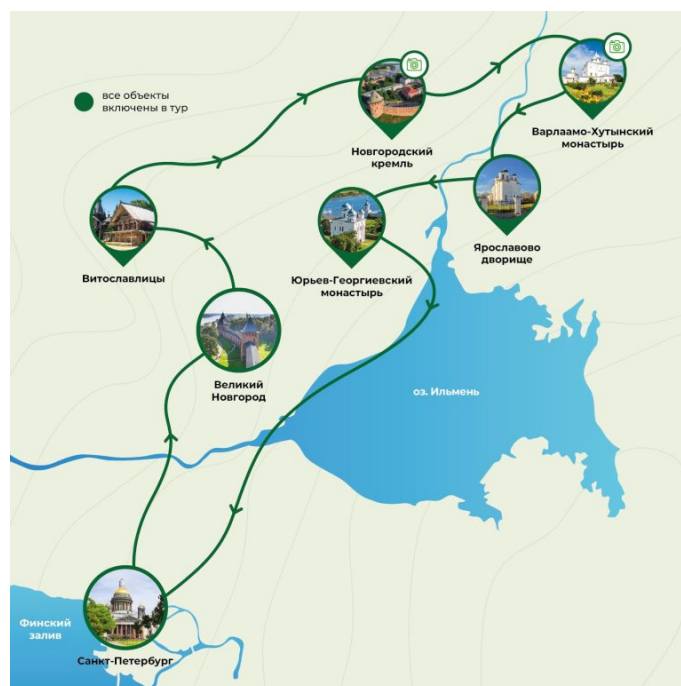 все объекты
включены в тур
Новгородский
кремль
Варлаамо-Хутынский
монастырь
Ярославово
дворище
Витославлицы
Юрьев-Георгиевский
монастырь
Великий
Новгород
оз. Ильмень
Финский
залив
Санкт-Петербург